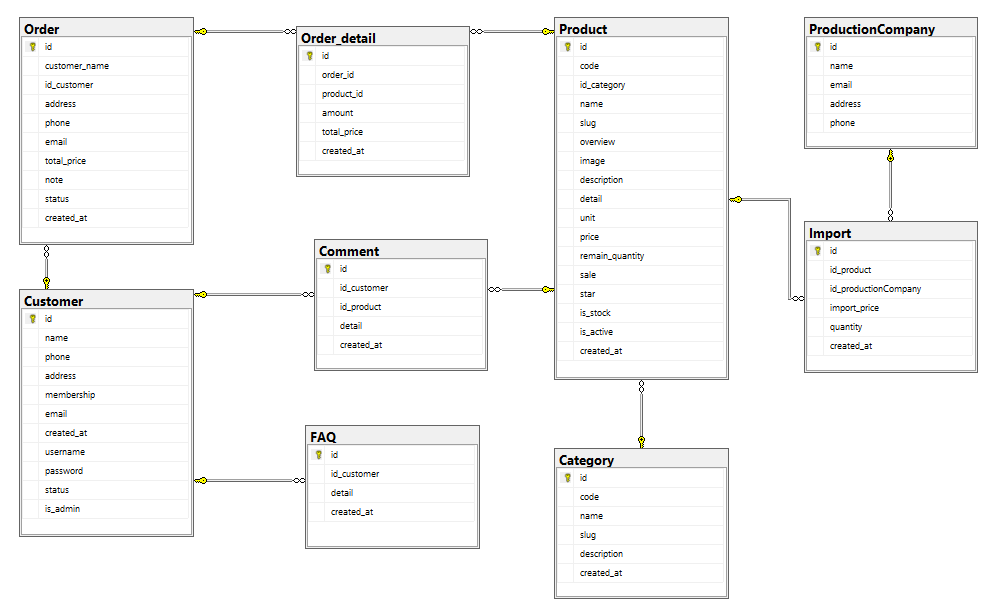 Order
id
customer_name
id_customer
address
phone
email
total_price
note
status
created_at
Order_detail
id
order_id
product_id
amount
total_price
created_at
Product
id
code
id_category
name
slug
overview
image
description
detail
unit
price
remain_quantity
sale
star
is_stock
is_active
created_at
ProductionCompany
id
name
email
address
phone
Customer
id
name
phone
address
membership
email
created_at
username
password
status
is_admin
Comment
id
id_customer
id_product
detail
created_at
Import
id
id_product
id_productionCompany
import_price
quantity
created_at
FAQ
id
id_customer
detail
created_at
Category
id
code
name
slug
description
created_at